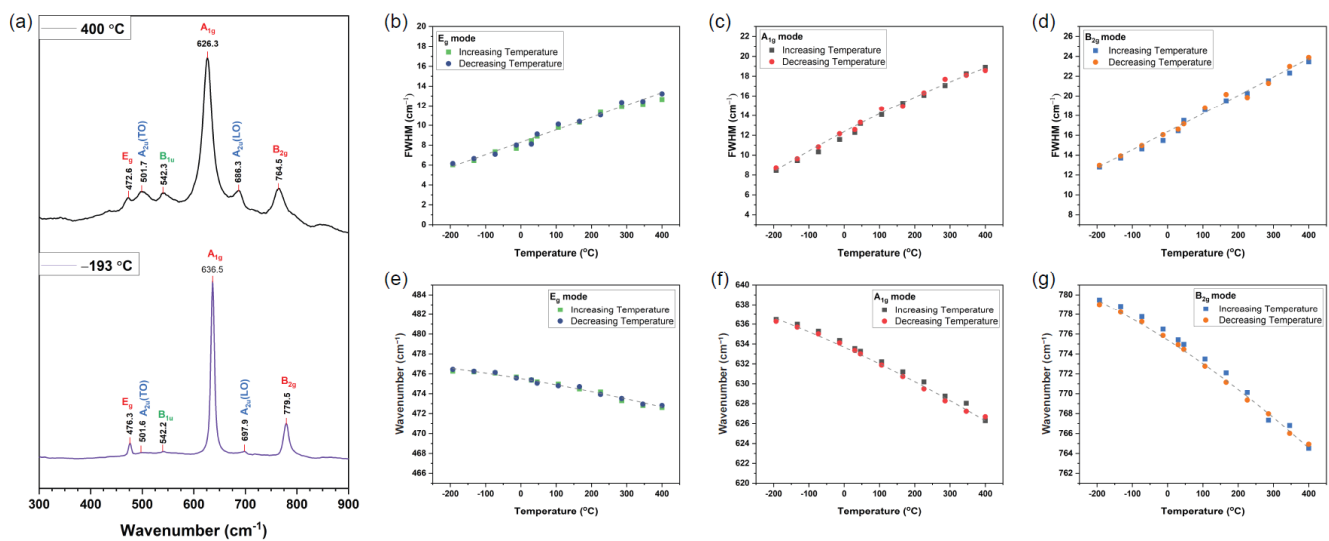 (a)
400 °C
A1g
626.3
Eg
472.6
A2u(TO)
501.7
B1u
542.3
A2u(LO)
686.3
B2g
764.5
−193 °C
A1g
636.5
Eg
476.3
A2u(TO)
501.6
B1u
542.2
A2u(LO)
697.9
B2g
779.5
300 400 500 600 700 800 900
Wavenumber (cm-1)
(b)
Eg mode
Increasing Temperature
Decreasing Temperature
FWHM (cm−1)
20
18
16
14
12
10
8
6
4
2
0
-200 -100 0 100 200 300 400
Temperature (oC)
(c)
A1g mode
Increasing Temperature
Decreasing Temperature
FWHM (cm−1)
22
20
18
16
14
12
10
8
6
4
-200 -100 0 100 200 300 400
Temperature (oC)
(d)
B2g mode
Increasing Temperature
Decreasing Temperature
FWHM (cm−1)
26
24
22
20
18
16
14
12
10
8
-200 -100 0 100 200 300 400
Temperature (oC)
(e)
Eg mode
Increasing Temperature
Decreasing Temperature
Wavenumber (cm−1)
484
482
480
478
476
474
472
470
468
466
-200 -100 0 100 200 300 400
Temperature (oC)
(f)
A1g mode
Increasing Temperature
Decreasing Temperature
Wavenumber (cm−1)
640
638
636
634
632
630
628
626
624
622
620
-200 -100 0 100 200 300 400
Temperature (oC)
(g)
B2g mode
Increasing Temperature
Decreasing Temperature
Wavenumber (cm−1)
780
778
776
774
772
770
768
766
764
762
-200 -100 0 100 200 300 400
Temperature (oC)